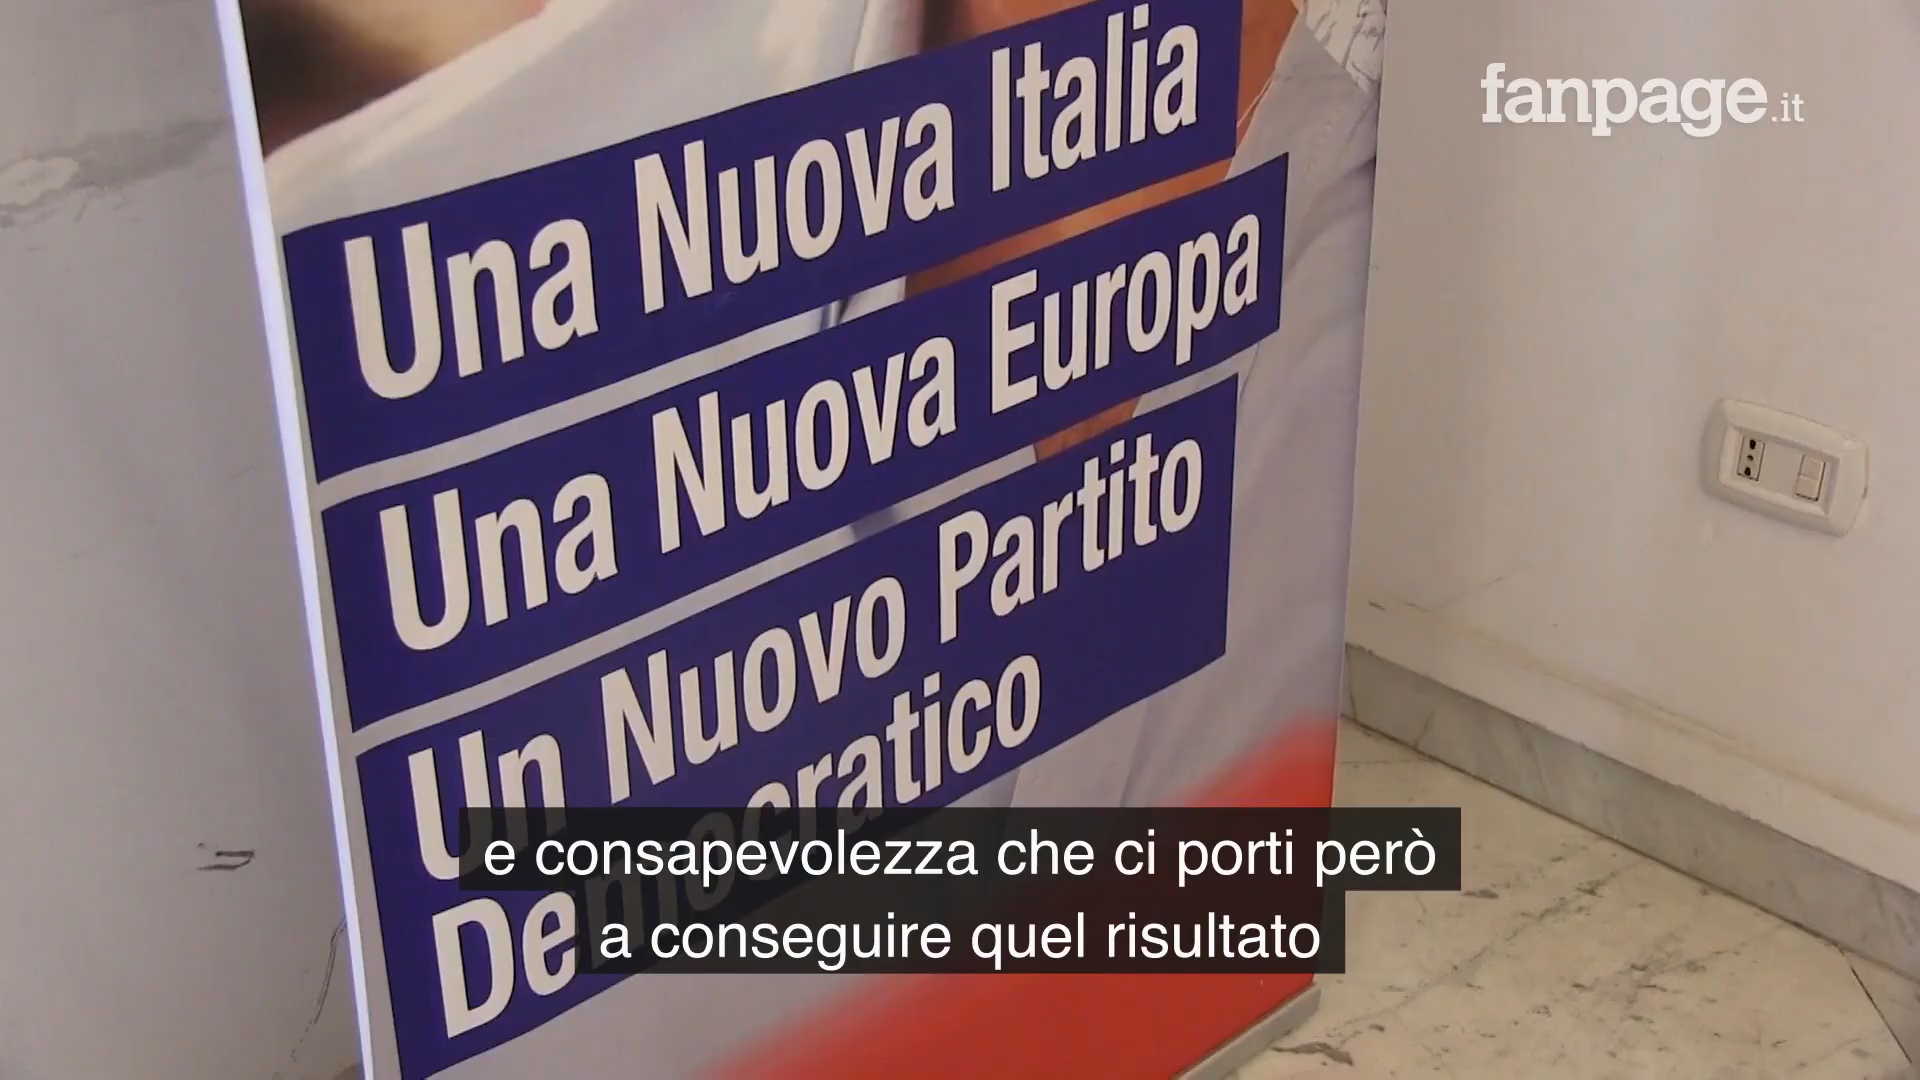 fanpage.it
Una Nuova Italia
Una Nuova Europa
Un Nuovo Partito
Democratico
e consapevolezza che ci porti però
a conseguire quel risultato